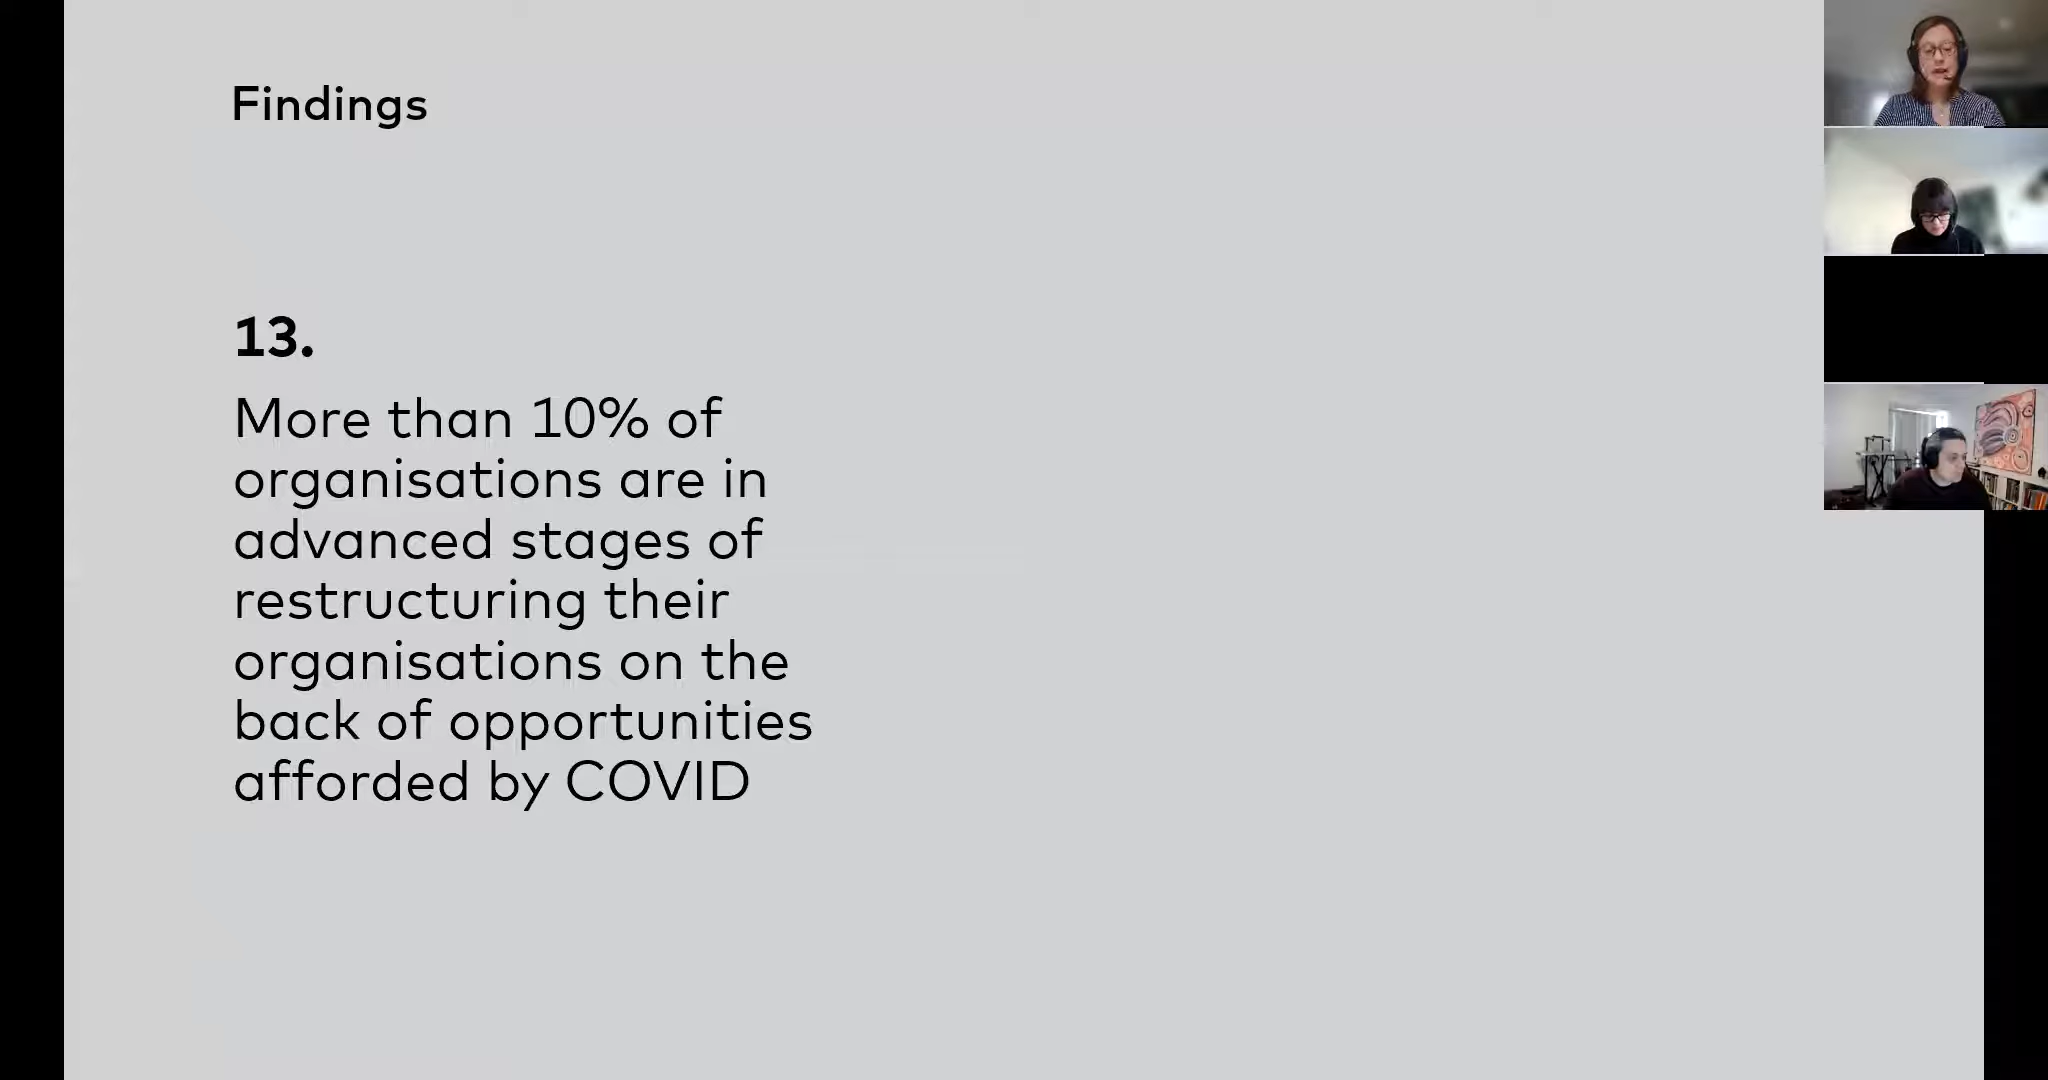 Findings
13.
More than 10% of
organisations are in
advanced stages of
restructuring their
organisations on the
back of opportunities
afforded by COVID